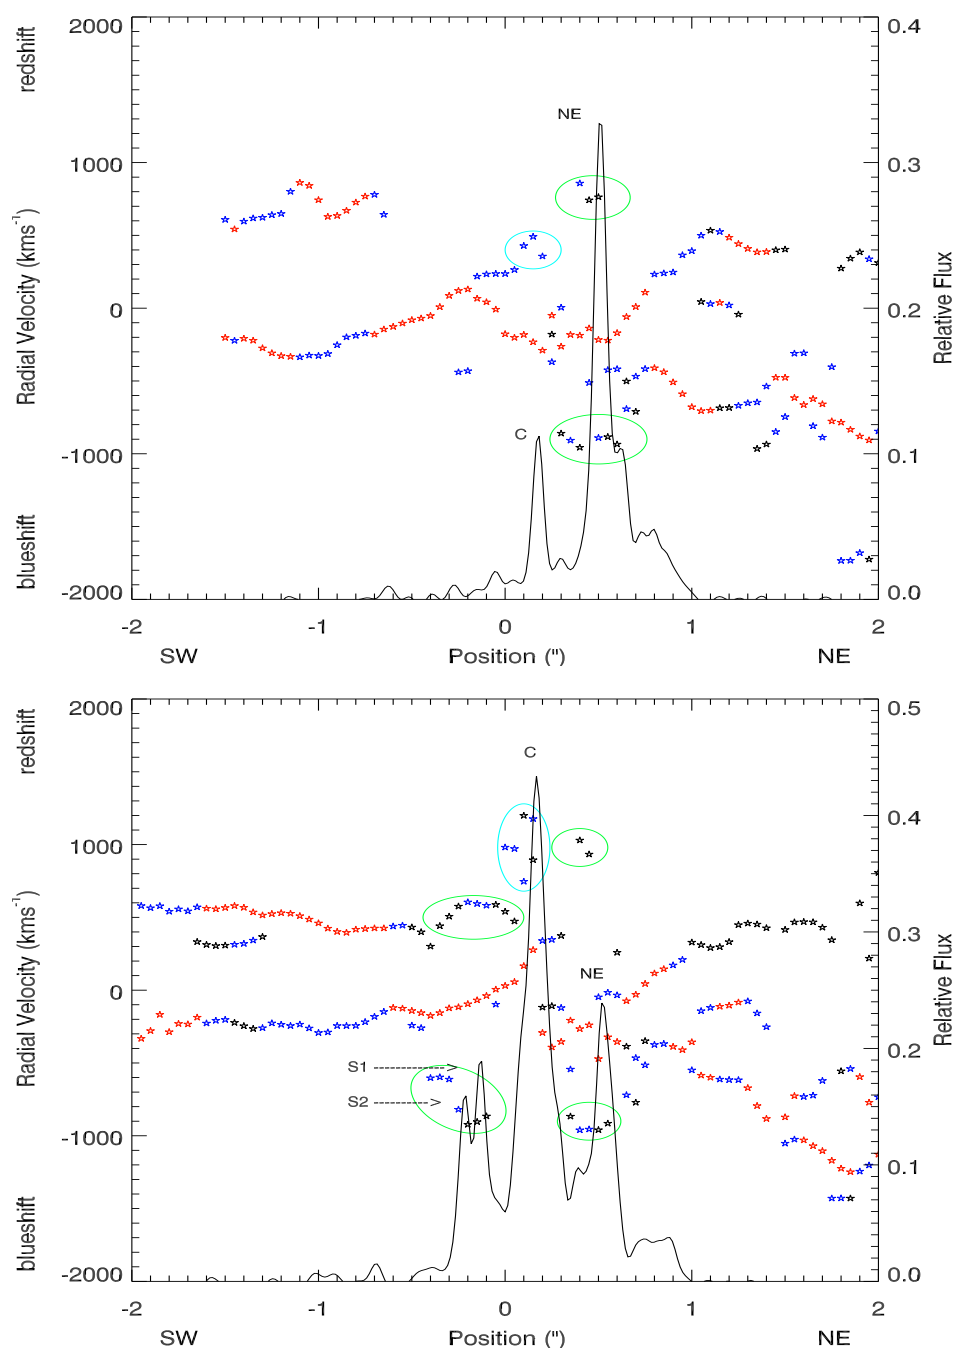 2000
0.4
redshift
NE
1000
0.3
Radial Velocity (kms⁻¹)
0
0.2
Relative Flux
C
-1000
0.1
blueshift
-2000
0.0
-2 -1 0 1 2
SW Position (") NE
2000
0.5
redshift
C
1000
0.4
0.3
Radial Velocity (kms⁻¹)
NE
0
Relative Flux
0.2
S1
S2
-1000
0.1
blueshift
-2000
0.0
-2 -1 0 1 2
SW Position (") NE